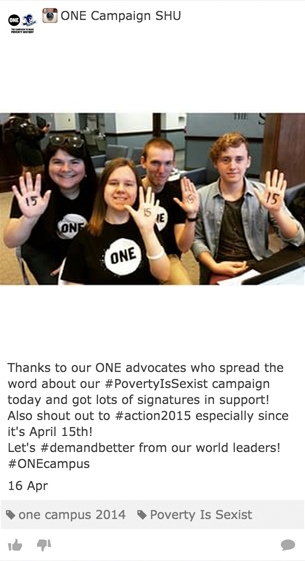 ONE Campaign SHU
ONE
15
15
15
15
ONE
ONE
Thanks to our ONE advocates who spread the
word about our #PovertyIsSexist campaign
today and got lots of signatures in support!
Also shout out to #action2015 especially since
it's April 15th!
Let's #demandbetter from our world leaders!
#ONEcampus
16 Apr
one campus 2014 Poverty Is Sexist